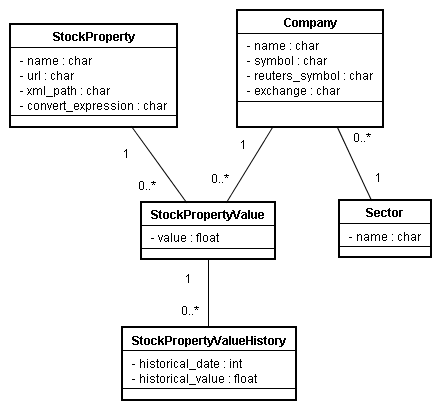 StockProperty
- name : char
- url : char
- xml_path : char
- convert_expression : char
Company
- name : char
- symbol : char
- reuters_symbol : char
- exchange : char
1
0..*
1
0..*
0..*
1
StockPropertyValue
- value : float
Sector
- name : char
1
0..*
StockPropertyValueHistory
- historical_date : int
- historical_value : float